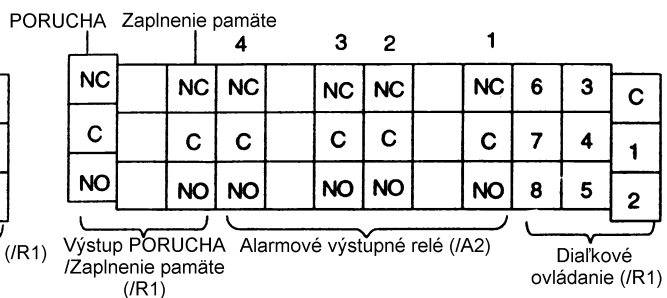 PORUCHA Zaplnenie pamäte
4 3 2 1
NC NC NC NC NC NC 6 3 C
C C C C C C 7 4 1
NO NO NO NO NO NO 8 5 2
(/R1) Výstup PORUCHA
/Zaplnenie pamäte
(/R1)
Alarmové výstupné relé (/A2)
Diaľkové
ovládanie (/R1)